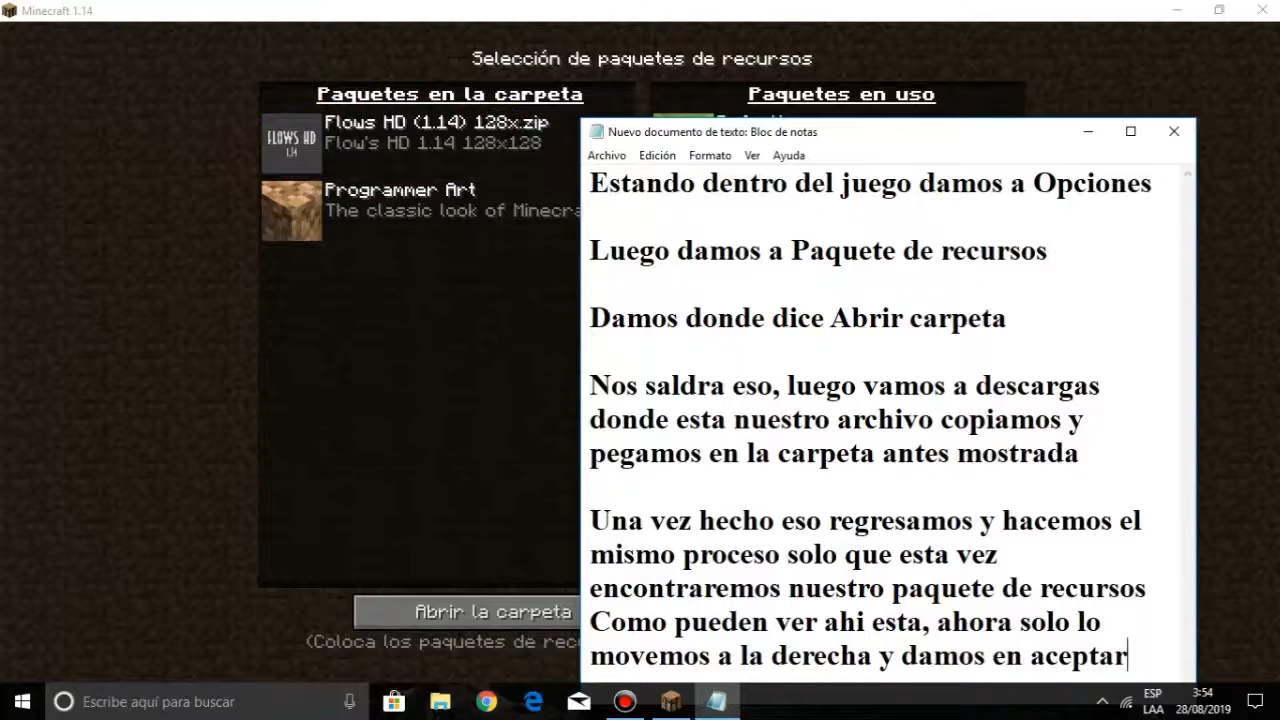 Minecraft 1.14
Selección de paquetes de recursos
Paquetes en la carpeta
Paquetes en uso
Flows HD (1.14) 128x.zip
Flow's HD 1.14 128x128
FLOWS HD
1.14
Programmer Art
The classic look of
Abrir la carpeta
(Coloca los paquetes de
Nuevo documento de texto: Bloc de notas
Archivo Edición Formato Ver Ayuda
Estando dentro del juego damos a Opciones
Luego damos a Paquete de recursos
Damos donde dice Abrir carpeta
Nos saldra eso, luego vamos a descargas
donde esta nuestro archivo copiamos y
pegamos en la carpeta antes mostrada
Una vez hecho eso regresamos y hacemos el
mismo proceso solo que esta vez
encontraremos nuestro paquete de recursos
Como pueden ver ahi esta, ahora solo lo
movemos a la derecha y damos en aceptar
Escribe aquí para buscar
ESP
LAA
3:54
28/08/2019